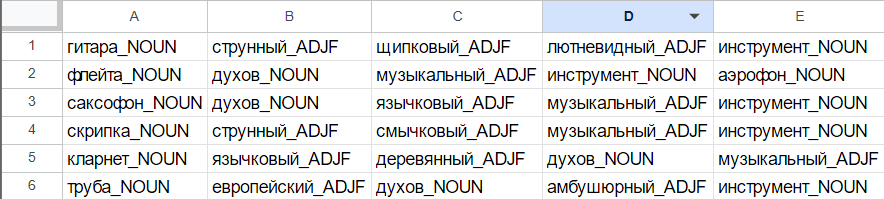 A B C D E
1 гитара_NOUN струнный_ADJF щипковый_ADJF лютневидный_ADJF инструмент_NOUN
2 флейта_NOUN духов_NOUN музыкальный_ADJF инструмент_NOUN аэрофон_NOUN
3 саксофон_NOUN духов_NOUN язычковый_ADJF музыкальный_ADJF инструмент_NOUN
4 скрипка_NOUN струнный_ADJF смычковый_ADJF музыкальный_ADJF инструмент_NOUN
5 кларнет_NOUN язычковый_ADJF деревянный_ADJF духов_NOUN музыкальный_ADJF
6 труба_NOUN европейский_ADJF духов_NOUN амбушюрный_ADJF инструмент_NOUN